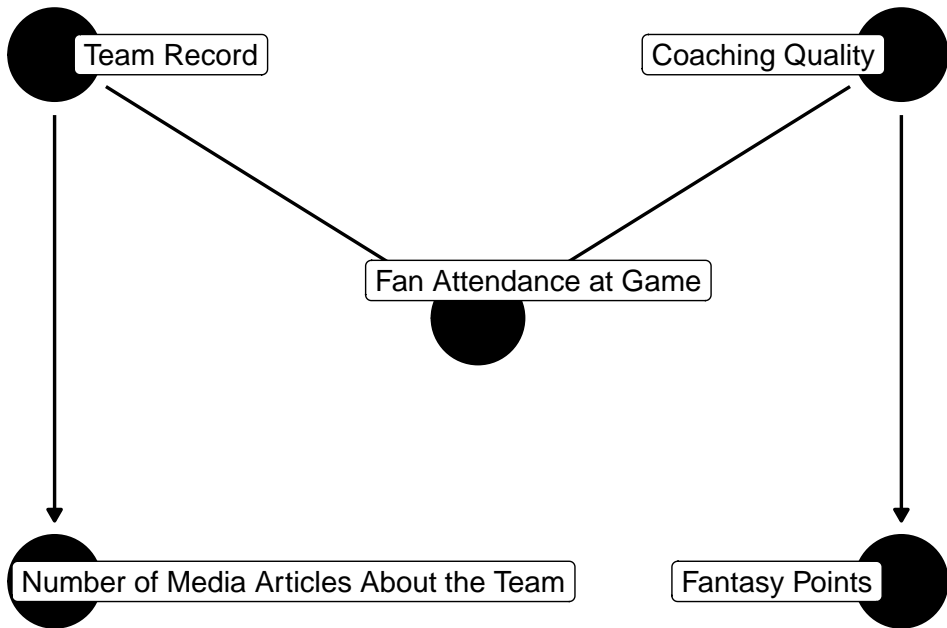 Team Record
Coaching Quality
Fan Attendance at Game
Number of Media Articles About the Team
Fantasy Points